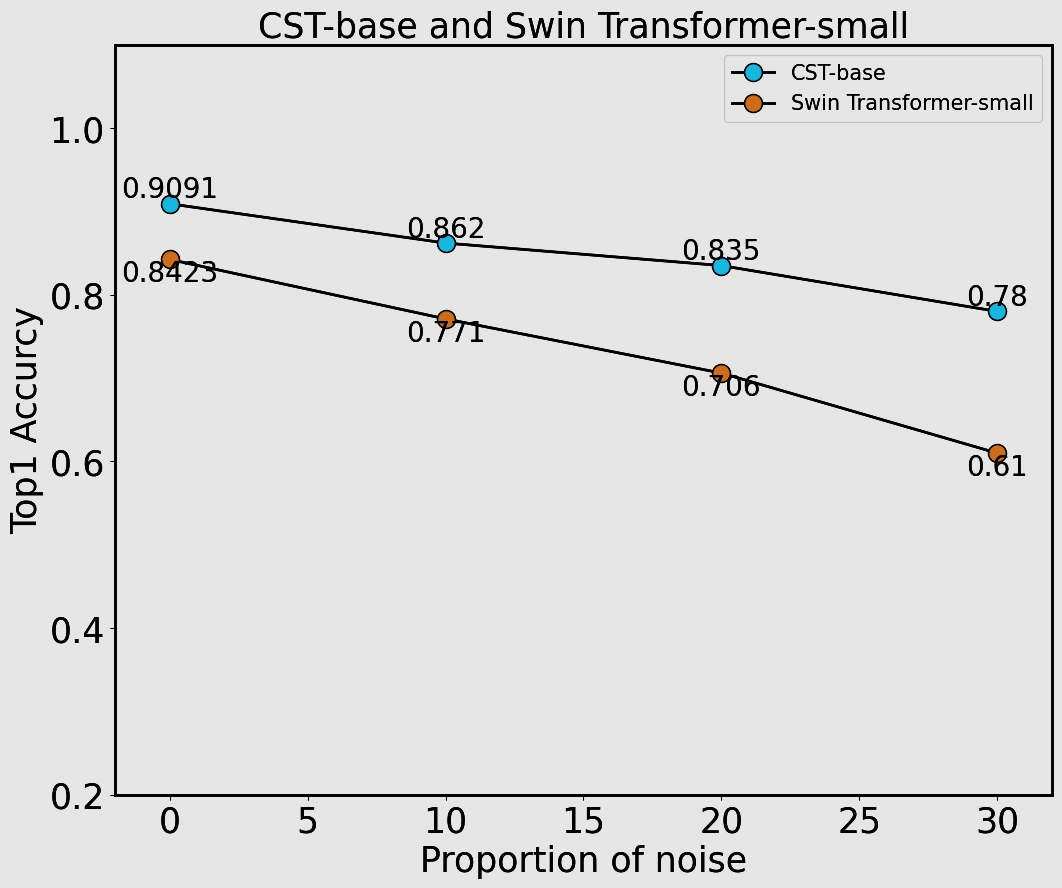 CST-base and Swin Transformer-small
CST-base
Swin Transformer-small
1.0
0.8
0.6
0.4
0.2
Top1 Accurcy
0.9091
0.862
0.835
0.78
0.8423
0.771
0.706
0.61
0 5 10 15 20 25 30
Proportion of noise